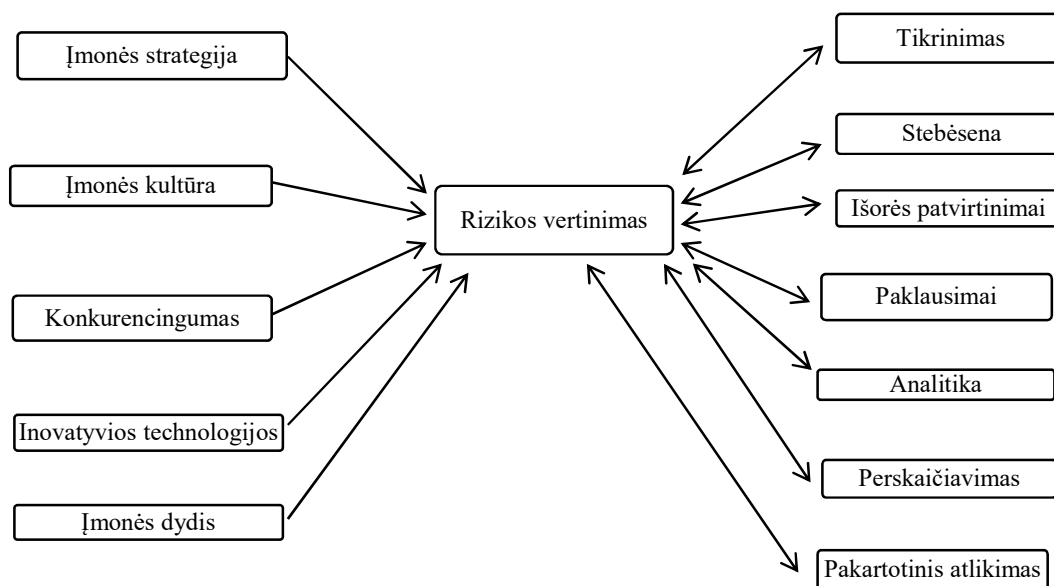 Įmonės strategija
Įmonės kultūra
Konkurencingumas
Inovatyvios technologijos
Įmonės dydis
Rizikos vertinimas
Tikrinimas
Stebėsena
Išorės patvirtinimai
Paklausimai
Analitika
Perskaičiavimas
Pakartotinis atlikimas